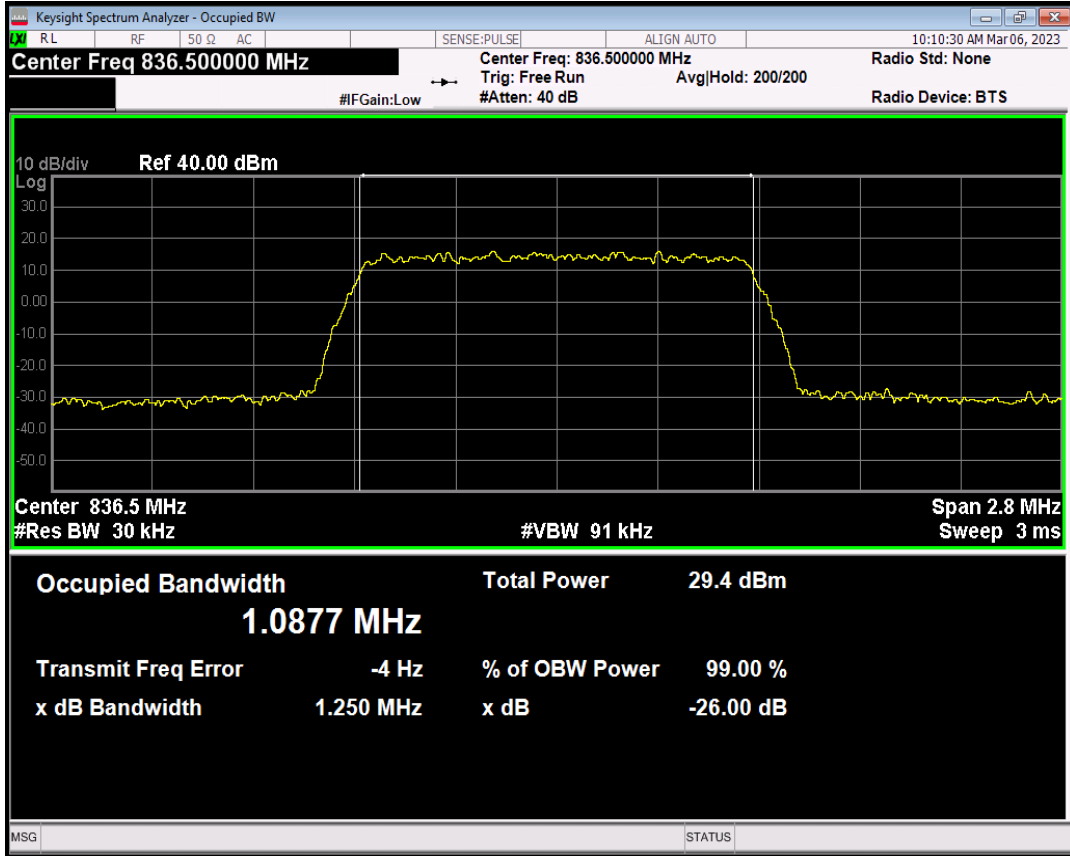 Keysight Spectrum Analyzer - Occupied BW
LXI RL RF 50 Ω AC SENSE:PULSE ALIGN AUTO 10:10:30 AM Mar 06, 2023
Center Freq 836.500000 MHz Center Freq: 836.500000 MHz Radio Std: None
Trig: Free Run Avg|Hold: 200/200
#IFGain:Low #Atten: 40 dB Radio Device: BTS
10 dB/div Ref 40.00 dBm
Log
30.0
20.0
10.0
0.00
-10.0
-20.0
-30.0
-40.0
-50.0
Center 836.5 MHz Span 2.8 MHz
#Res BW 30 kHz #VBW 91 kHz Sweep 3 ms
Occupied Bandwidth Total Power 29.4 dBm
1.0877 MHz
Transmit Freq Error -4 Hz % of OBW Power 99.00 %
x dB Bandwidth 1.250 MHz x dB -26.00 dB
MSG STATUS